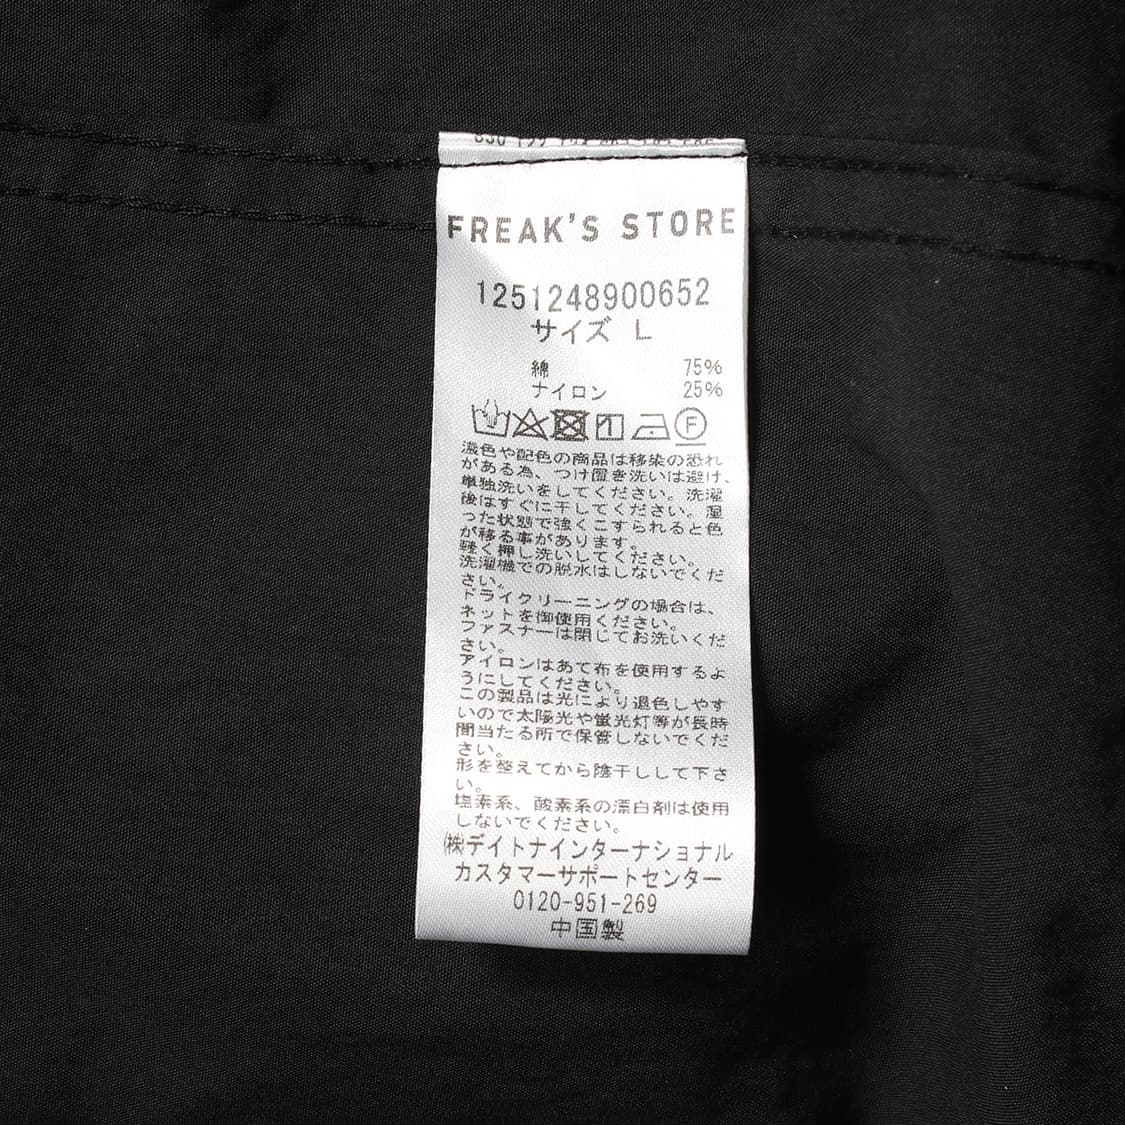 FREAK'S STORE
1251248900652
サイズ L
綿 75%
ナイロン 25%
F
濃色や配色の商品は移染の恐れ
がある為、つけ置き洗いは避け、
単独洗いをしてください。洗濯
後はすぐに干してください。湿
った状態で強くこすられると色
が移る事があります。
軽く押し洗いしてください。
洗濯機での脱水はしないでくだ
さい。
ドライクリーニングの場合は、
ネットを御使用ください。
ファスナーは閉じてお洗いくだ
さい。
アイロンはあて布を使用するよ
うにしてください。
この製品は光により退色しやす
いので太陽光や蛍光灯等が長時
間当たる所で保管しないでくだ
さい。
形を整えてから陰干しして下さ
い。
塩素系、酸素系の漂白剤は使用
しないでください。
㈱デイトナインターナショナル
カスタマーサポートセンター
0120-951-269
中国製